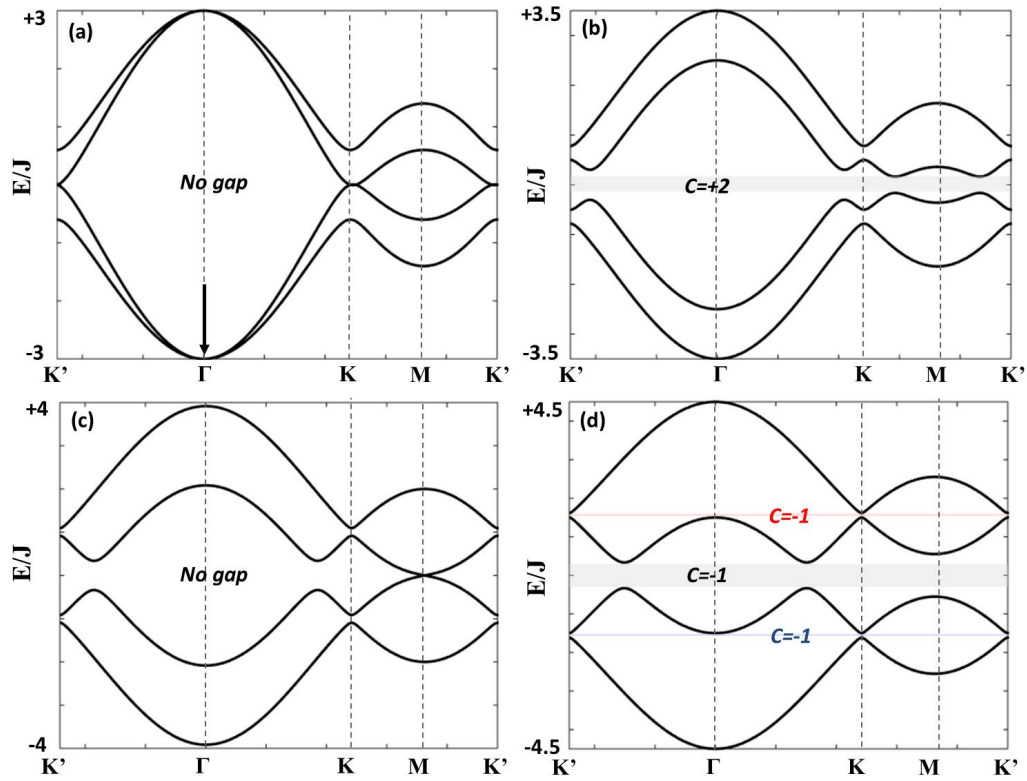 +3
(a)
E/J
No gap
-3
K'
Γ
K
M
K'
+3.5
(b)
E/J
C=+2
-3.5
K'
Γ
K
M
K'
+4
(c)
E/J
No gap
-4
K'
Γ
K
M
K'
+4.5
(d)
C=-1
E/J
C=-1
C=-1
-4.5
K'
Γ
K
M
K'